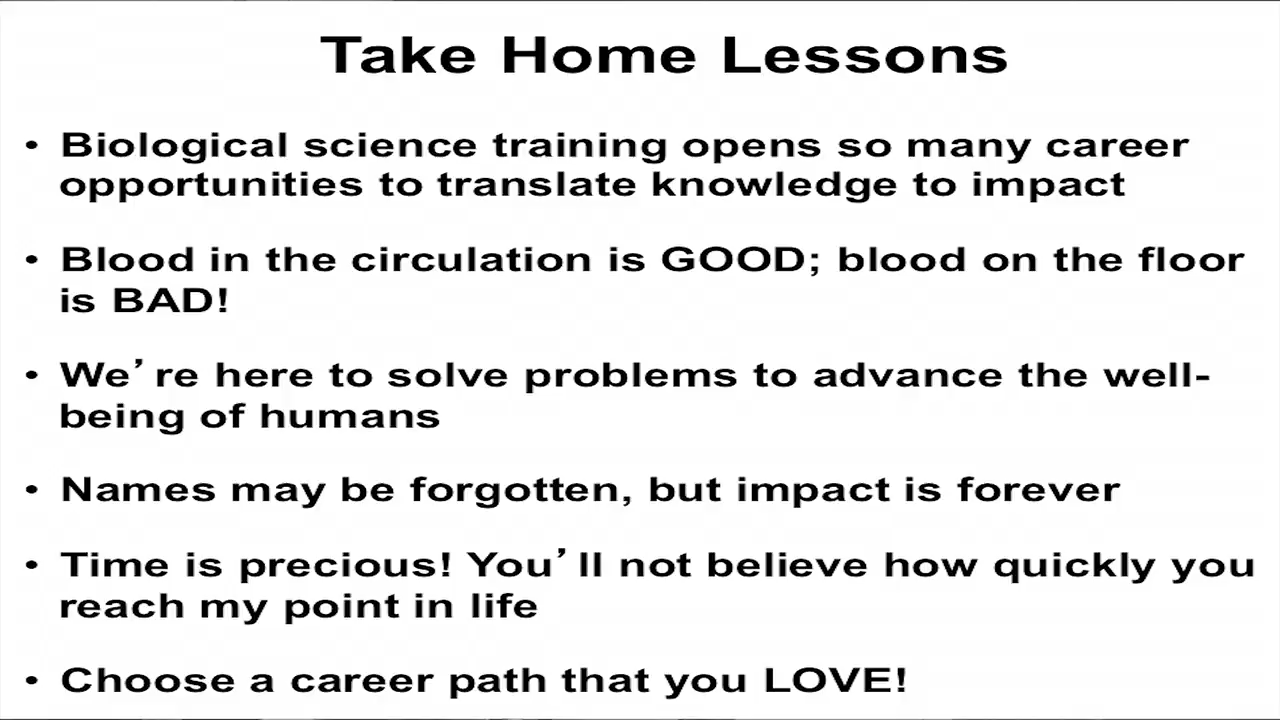 Take Home Lessons
• Biological science training opens so many career
opportunities to translate knowledge to impact
• Blood in the circulation is GOOD; blood on the floor
is BAD!
• We’re here to solve problems to advance the well-
being of humans
• Names may be forgotten, but impact is forever
• Time is precious! You’ll not believe how quickly you
reach my point in life
• Choose a career path that you LOVE!